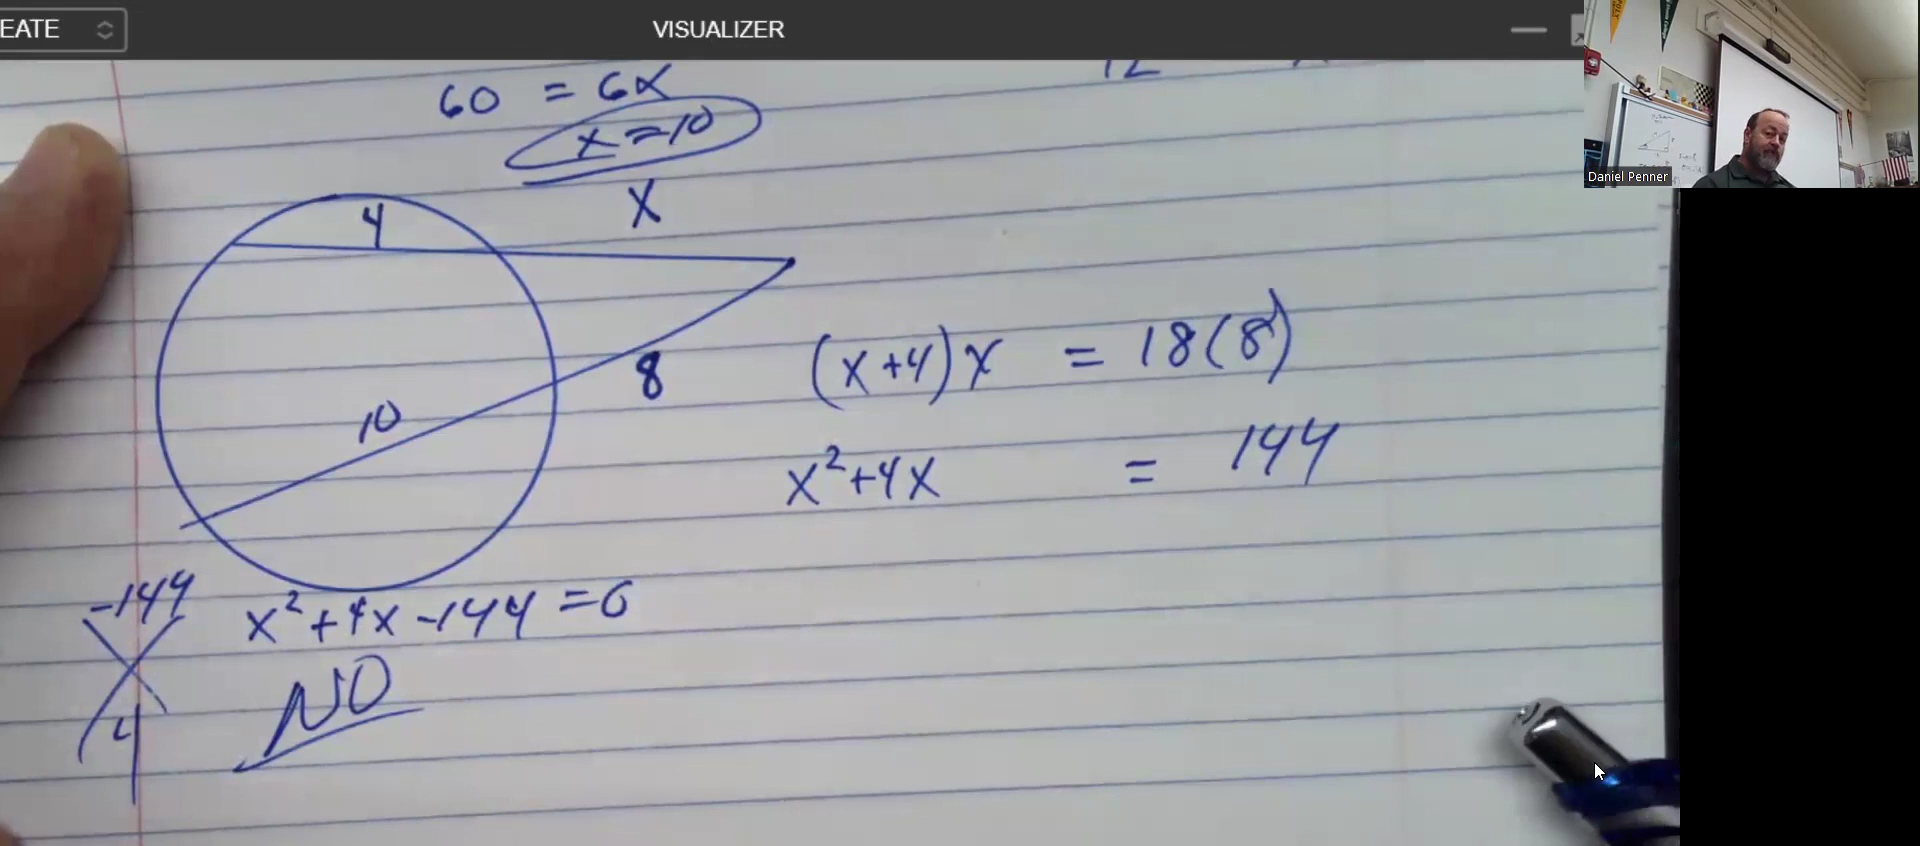 EATE
VISUALIZER
60 = 6x
x = 10
x
4
8
10
(x+4)x = 18(8)
x²+4x = 144
-144
4
x²+4x-144=0
NO
Daniel Penner